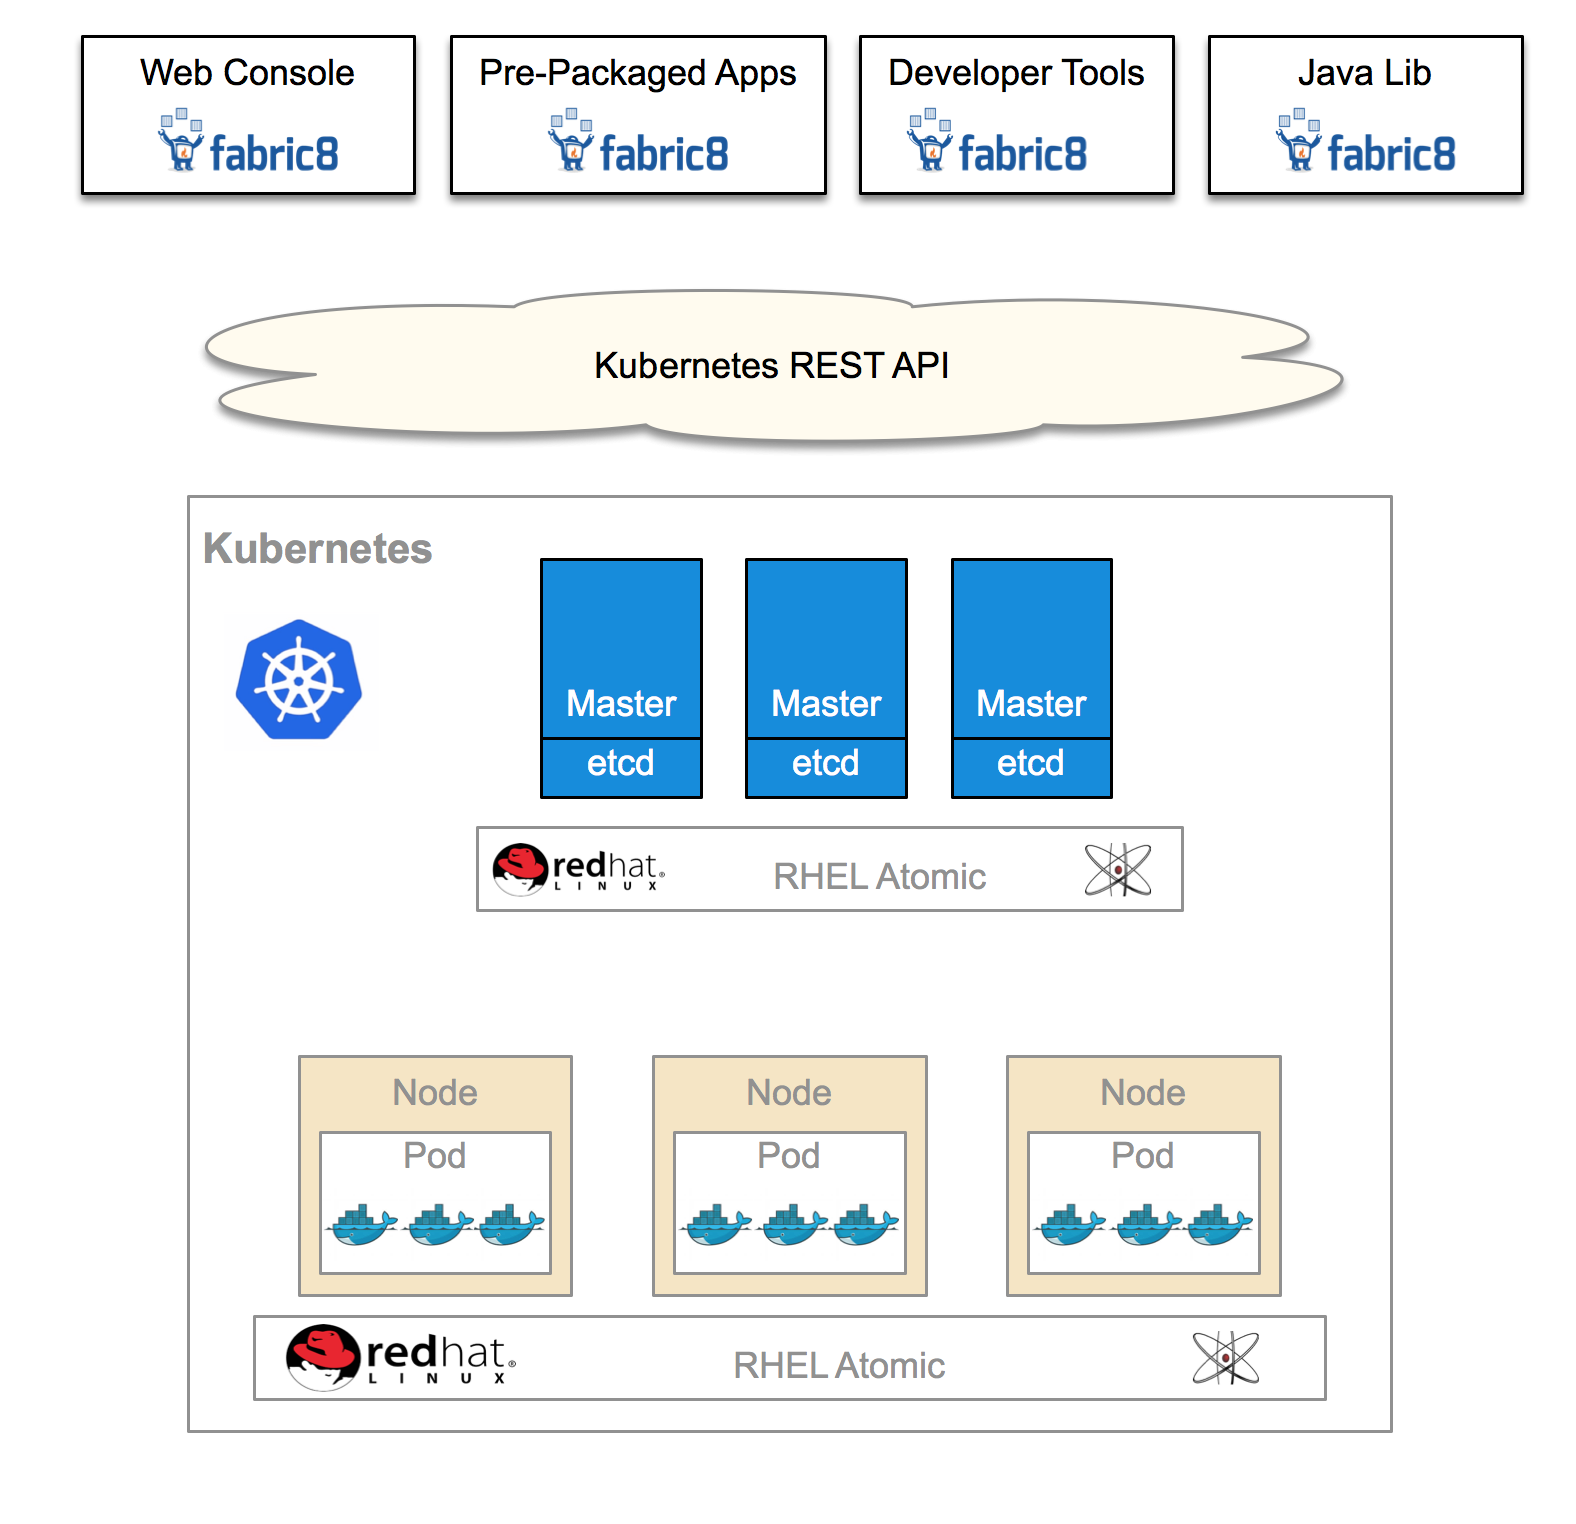 Web Console
fabric8
Pre-Packaged Apps
fabric8
Developer Tools
fabric8
Java Lib
fabric8
Kubernetes REST API
Kubernetes
Master
etcd
Master
etcd
Master
etcd
redhat®
LINUX
RHEL Atomic
Node
Pod
Node
Pod
Node
Pod
redhat®
LINUX
RHEL Atomic